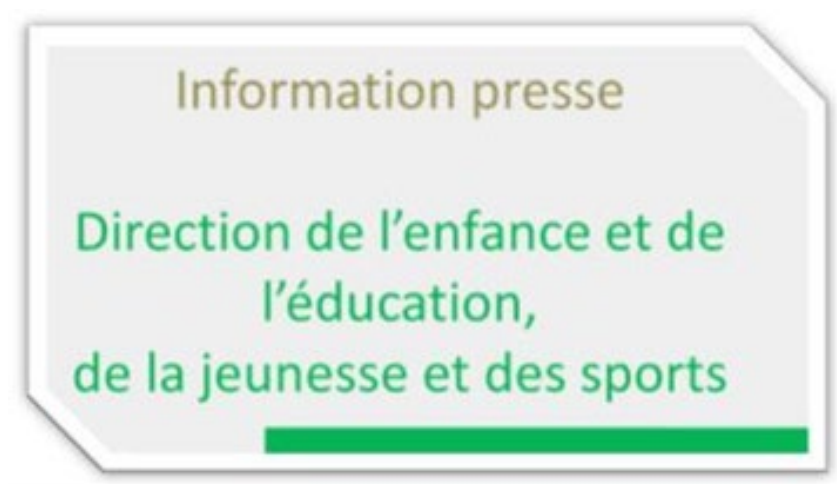 Information presse
Direction de l’enfance et de
l’éducation,
de la jeunesse et des sports